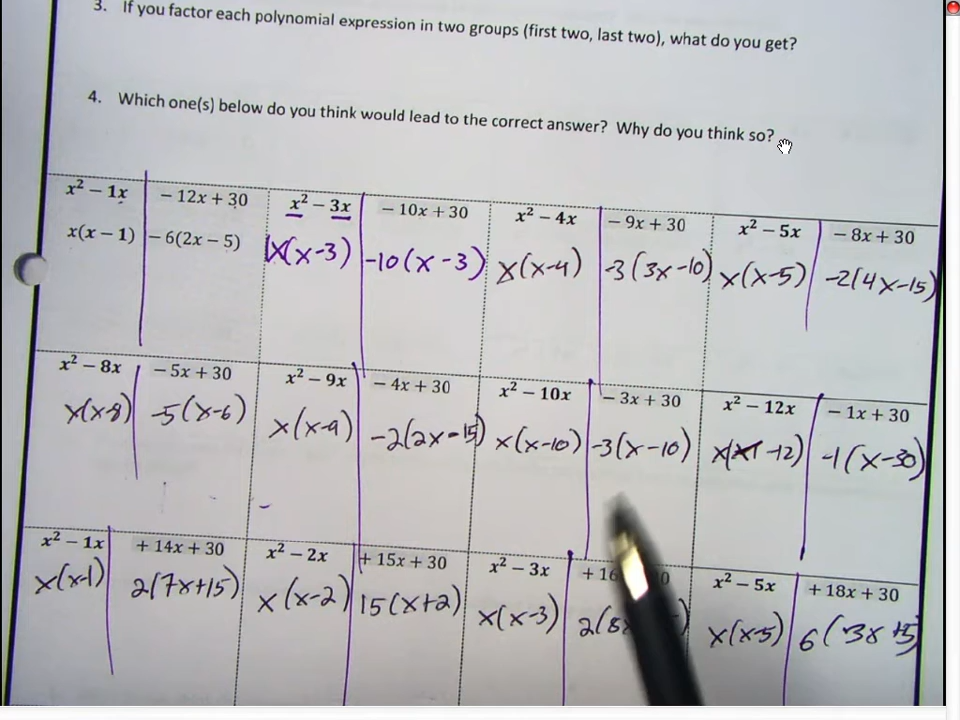 3. If you factor each polynomial expression in two groups (first two, last two), what do you get?
4. Which one(s) below do you think would lead to the correct answer? Why do you think so?
x² − 1x − 12x + 30 x² − 3x − 10x + 30 x² − 4x − 9x + 30 x² − 5x − 8x + 30
x(x − 1) − 6(2x − 5) x(x-3) -10(x-3) x(x-4) -3(3x-10) x(x-5) -2(4x-15)
x² − 8x − 5x + 30 x² − 9x − 4x + 30 x² − 10x − 3x + 30 x² − 12x − 1x + 30
x(x-8) -5(x-6) x(x-9) -2(2x-15) x(x-10) -3(x-10) x(x-12) -1(x-30)
x² − 1x + 14x + 30 x² − 2x + 15x + 30 x² − 3x + 16 0 x² − 5x + 18x + 30
x(x-1) 2(7x+15) x(x-2) 15(x+2) x(x-3) 2(8 ) x(x-5) 6(3x+5)